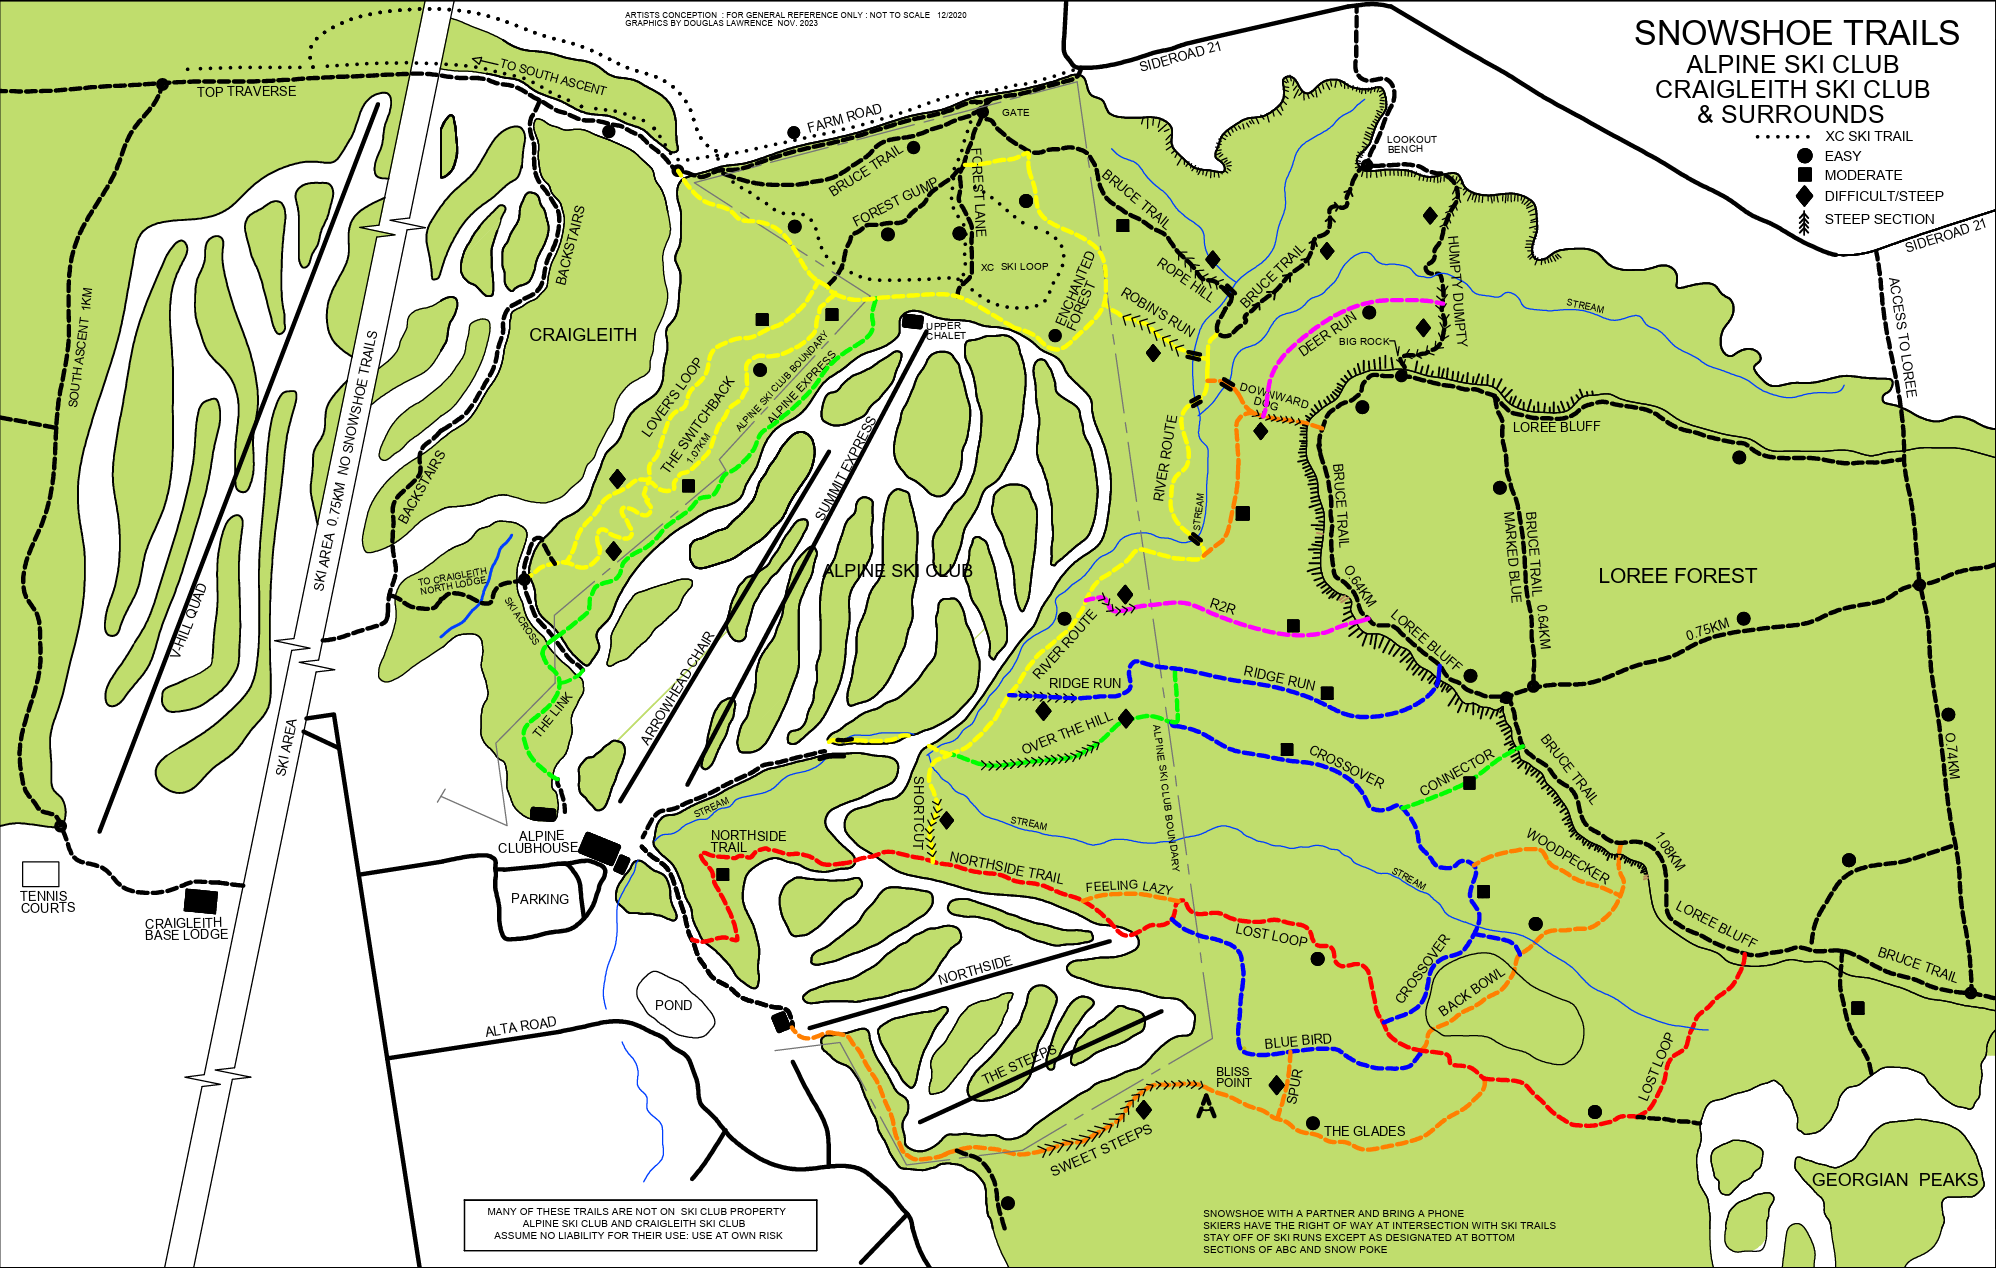 ARTISTS CONCEPTION : FOR GENERAL REFERENCE ONLY : NOT TO SCALE 12/2020
GRAPHICS BY DOUGLAS LAWRENCE NOV. 2023
SNOWSHOE TRAILS
ALPINE SKI CLUB
CRAIGLEITH SKI CLUB
& SURROUNDS
XC SKI TRAIL
EASY
MODERATE
DIFFICULT/STEEP
STEEP SECTION
SIDEROAD 21
SIDEROAD 21
TO SOUTH ASCENT
TOP TRAVERSE
FARM ROAD
GATE
LOOKOUT
BENCH
BRUCE TRAIL
FOREST GUMP
FOREST LANE
BRUCE TRAIL
XC SKI LOOP
ENCHANTED
FOREST
ROPE HILL
BRUCE TRAIL
ROBIN'S RUN
HUMPTY DUMPTY
STREAM
ACCESS TO LOREE
BACKSTAIRS
SOUTH ASCENT 1KM
CRAIGLEITH
SKI AREA 0.75KM NO SNOWSHOE TRAILS
UPPER
CHALET
DEER RUN
BIG ROCK
LOVER'S LOOP
THE SWITCHBACK
1.07KM
ALPINE SKI CLUB BOUNDARY
ALPINE EXPRESS
SUMMIT EXPRESS
DOWNWARD
DOG
LOREE BLUFF
BACKSTAIRS
RIVER ROUTE
STREAM
BRUCE TRAIL
0.64KM
MARKED BLUE
BRUCE TRAIL 0.64KM
LOREE FOREST
ALPINE SKI CLUB
TO CRAIGLEITH
NORTH LODGE
SKI ACROSS
V-HILL QUAD
R2R
LOREE BLUFF
0.75KM
RIVER ROUTE
RIDGE RUN
RIDGE RUN
ARROWHEAD CHAIR
THE LINK
OVER THE HILL
ALPINE SKI CLUB BOUNDARY
CROSSOVER
CONNECTOR
BRUCE TRAIL
0.74KM
SKI AREA
SHORTCUT
STREAM
STREAM
ALPINE
CLUBHOUSE
NORTHSIDE
TRAIL
NORTHSIDE TRAIL
FEELING LAZY
STREAM
WOODPECKER
1.08KM
TENNIS
COURTS
CRAIGLEITH
BASE LODGE
PARKING
LOREE BLUFF
LOST LOOP
CROSSOVER
BACK BOWL
BRUCE TRAIL
NORTHSIDE
POND
ALTA ROAD
BLUE BIRD
THE STEEPS
BLISS
POINT
SPUR
LOST LOOP
THE GLADES
SWEET STEEPS
GEORGIAN PEAKS
MANY OF THESE TRAILS ARE NOT ON SKI CLUB PROPERTY
ALPINE SKI CLUB AND CRAIGLEITH SKI CLUB
ASSUME NO LIABILITY FOR THEIR USE: USE AT OWN RISK
SNOWSHOE WITH A PARTNER AND BRING A PHONE
SKIERS HAVE THE RIGHT OF WAY AT INTERSECTION WITH SKI TRAILS
STAY OFF OF SKI RUNS EXCEPT AS DESIGNATED AT BOTTOM
SECTIONS OF ABC AND SNOW POKE